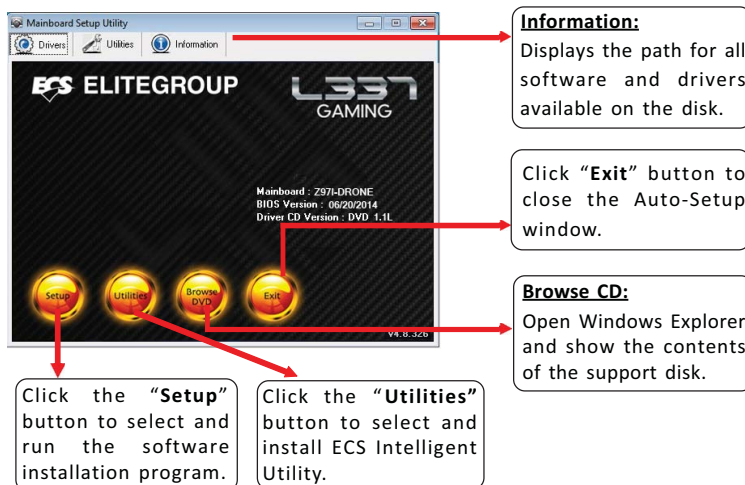 Mainboard Setup Utility
Drivers
Utilities
Information
ECS ELITEGROUP
L337
GAMING
Mainboard : Z97I-DRONE
BIOS Version : 06/20/2014
Driver CD Version : DVD 1.1L
Setup
Utilities
Browse
DVD
Exit
V4.8.326
Information:
Displays the path for all
software and drivers
available on the disk.
Click “Exit” button to
close the Auto-Setup
window.
Browse CD:
Open Windows Explorer
and show the contents
of the support disk.
Click the “Setup”
button to select and
run the software
installation program.
Click the “Utilities”
button to select and
install ECS Intelligent
Utility.